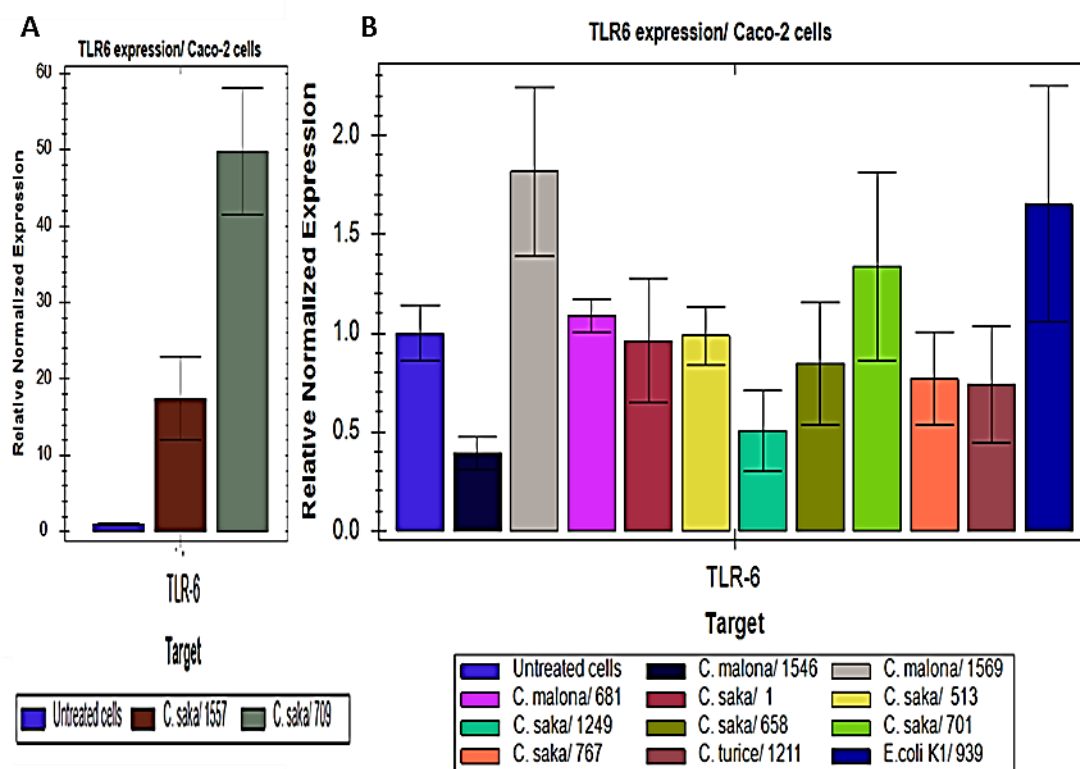 A
TLR6 expression/ Caco-2 cells
Relative Normalized Expression
60
50
40
30
20
10
0
TLR-6
Target
Untreated cells C. saka/ 1557 C. saka/ 709
B
TLR6 expression/ Caco-2 cells
Relative Normalized Expression
2.0
1.5
1.0
0.5
0.0
TLR-6
Target
Untreated cells C. malona/ 1546 C. malona/ 1569
C. malona/ 681 C. saka/ 1 C. saka/ 513
C. saka/ 1249 C. saka/ 658 C. saka/ 701
C. saka/ 767 C. turice/ 1211 E.coli K1/ 939